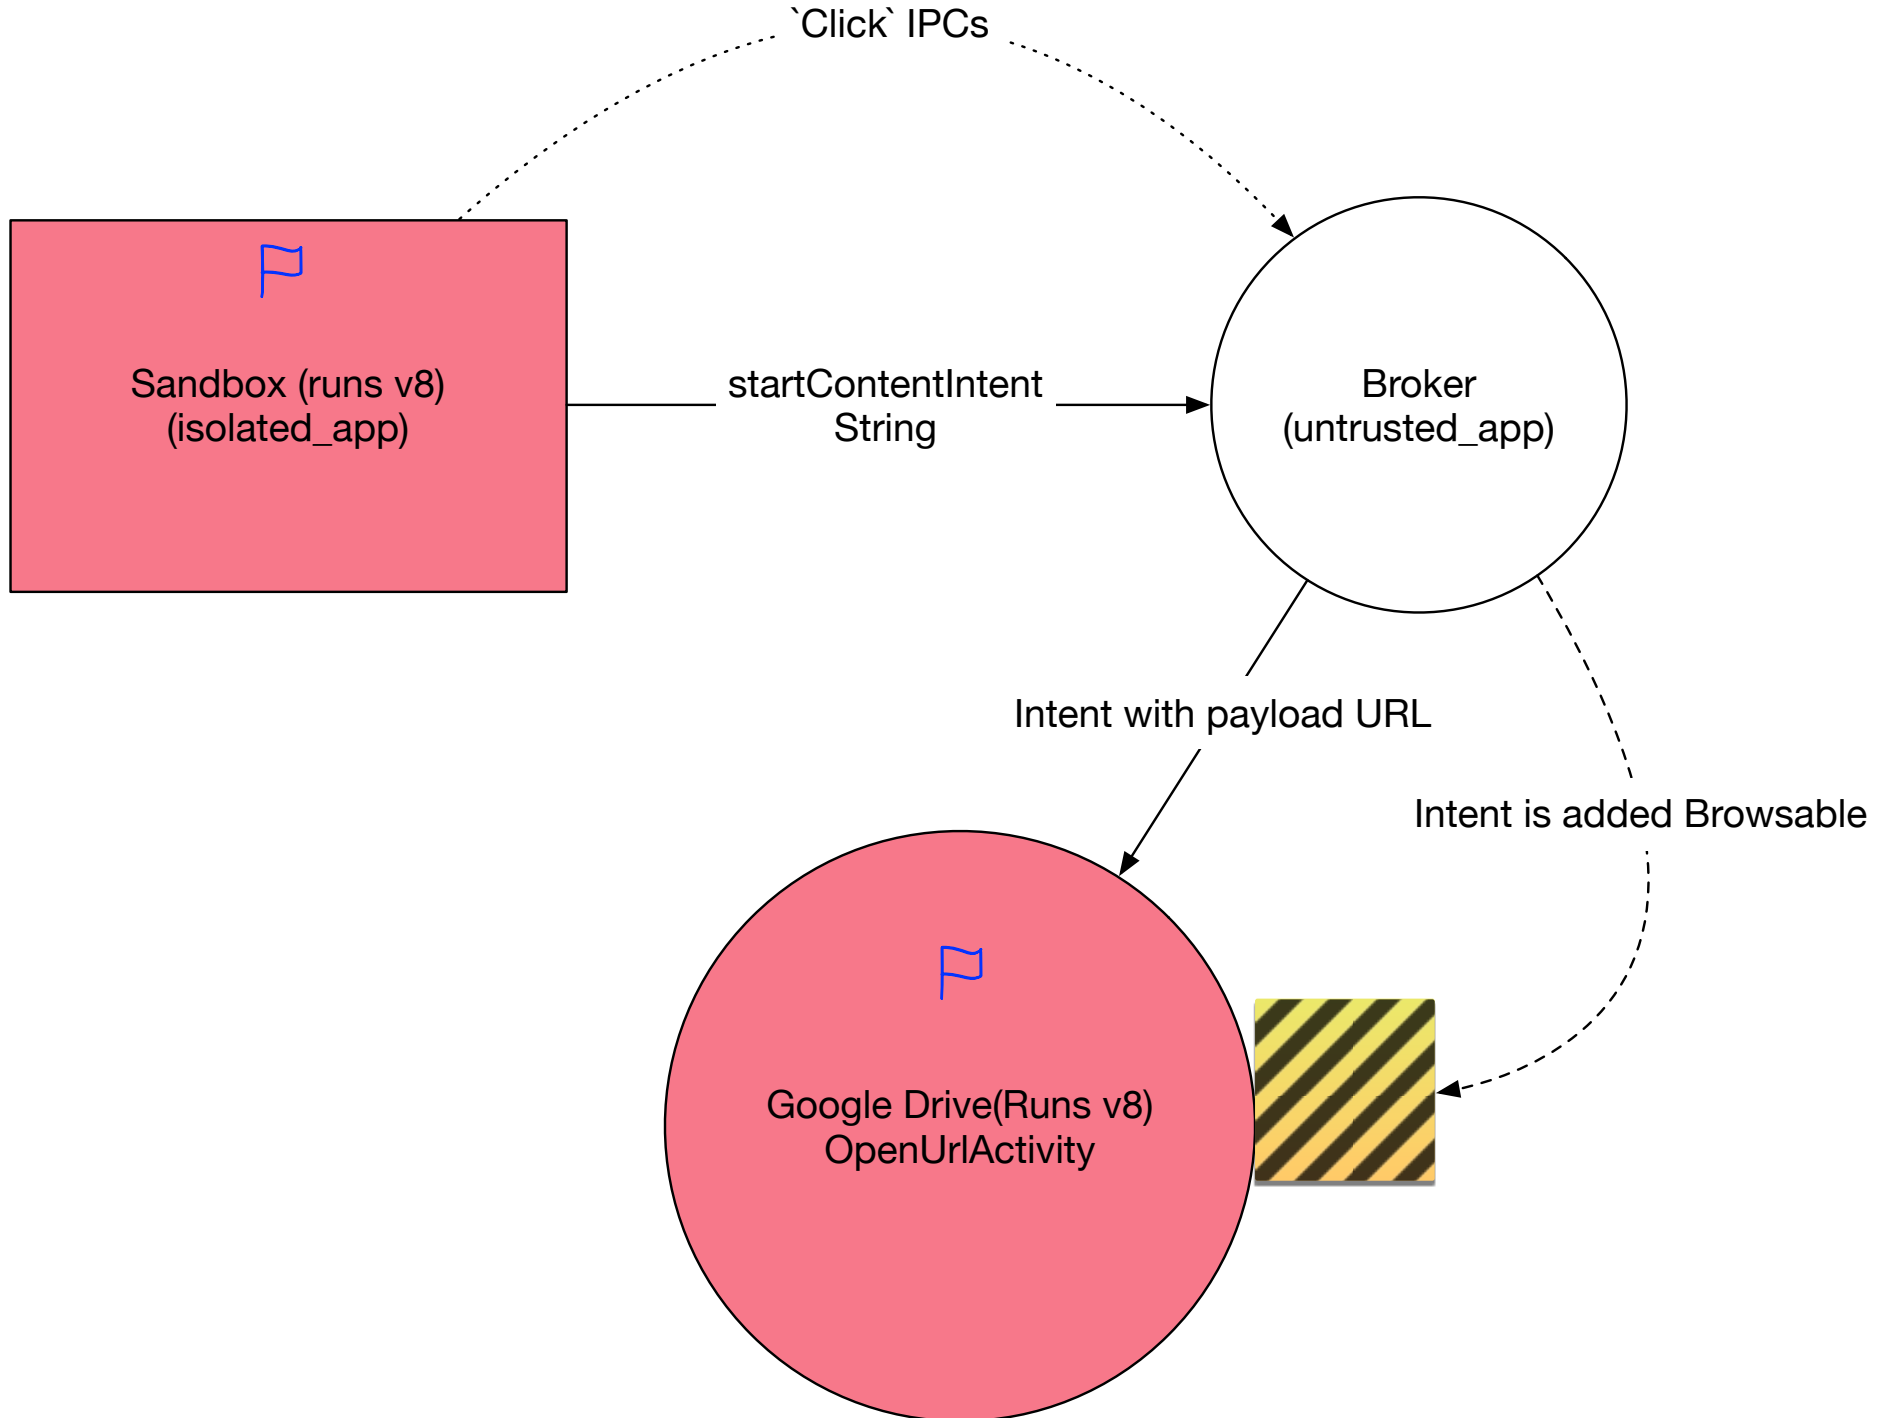 `Click` IPCs
Sandbox (runs v8)
(isolated_app)
startContentIntent
String
Broker
(untrusted_app)
Intent with payload URL
Intent is added Browsable
Google Drive(Runs v8)
OpenUrlActivity